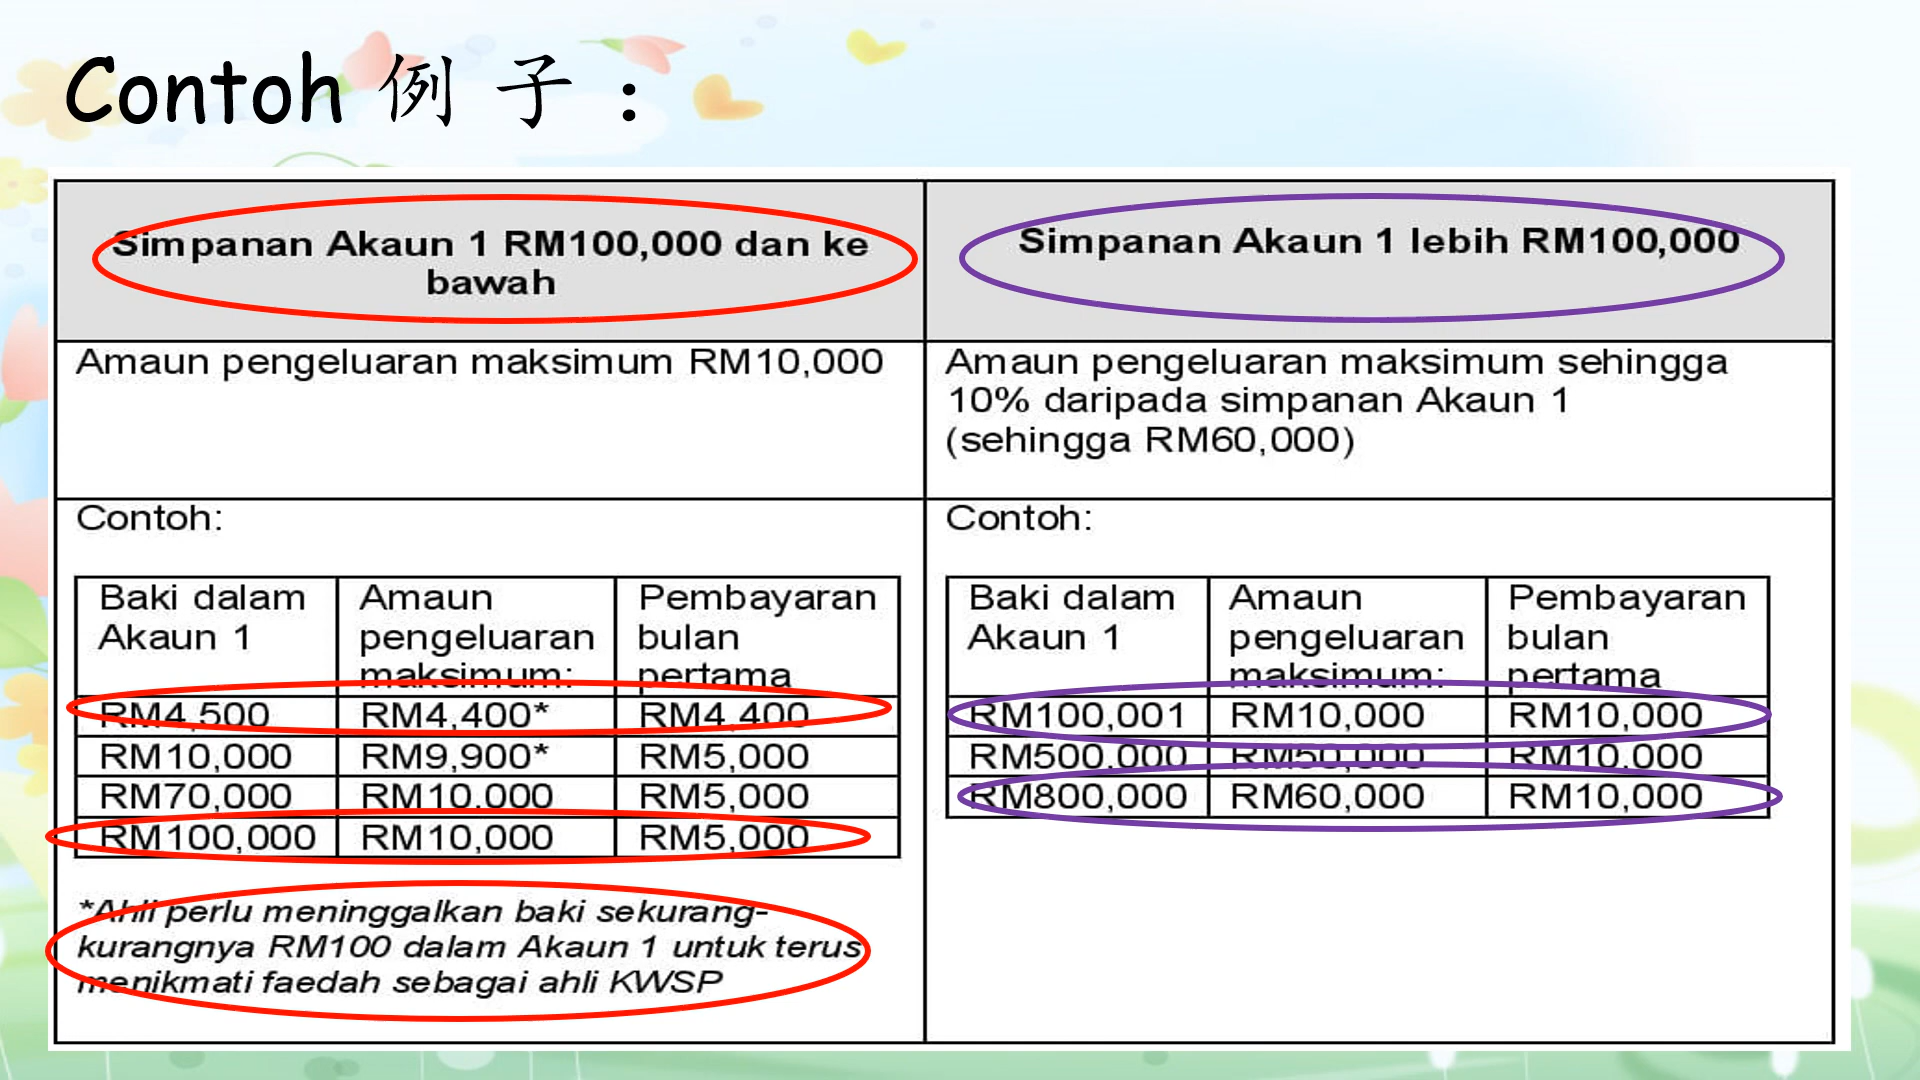 Contoh 例 子 ：
Simpanan Akaun 1 RM100,000 dan ke
bawah
Simpanan Akaun 1 lebih RM100,000
Amaun pengeluaran maksimum RM10,000
Amaun pengeluaran maksimum sehingga
10% daripada simpanan Akaun 1
(sehingga RM60,000)
Contoh:
Baki dalam
Akaun 1
Amaun
pengeluaran
maksimum:
Pembayaran
bulan
pertama
RM4,500 RM4,400* RM4,400
RM10,000 RM9,900* RM5,000
RM70,000 RM10,000 RM5,000
RM100,000 RM10,000 RM5,000
*Ahli perlu meninggalkan baki sekurang-
kurangnya RM100 dalam Akaun 1 untuk terus
menikmati faedah sebagai ahli KWSP
Contoh:
Baki dalam
Akaun 1
Amaun
pengeluaran
maksimum:
Pembayaran
bulan
pertama
RM100,001 RM10,000 RM10,000
RM500,000 RM50,000 RM10,000
RM800,000 RM60,000 RM10,000